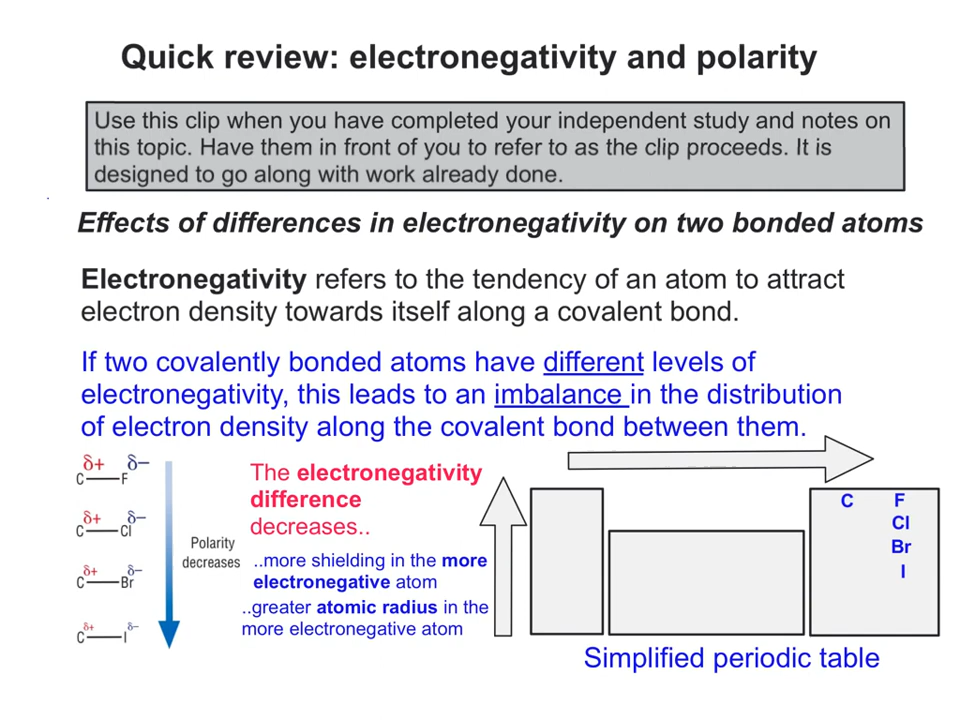 Quick review: electronegativity and polarity
Use this clip when you have completed your independent study and notes on
this topic. Have them in front of you to refer to as the clip proceeds. It is
designed to go along with work already done.
Effects of differences in electronegativity on two bonded atoms
Electronegativity refers to the tendency of an atom to attract
electron density towards itself along a covalent bond.
If two covalently bonded atoms have different levels of
electronegativity, this leads to an imbalance in the distribution
of electron density along the covalent bond between them.
δ+ δ−
C F
δ+ δ−
C Cl
δ+ δ−
C Br
δ+ δ−
C I
Polarity
decreases
The electronegativity
difference
decreases..
..more shielding in the more
electronegative atom
..greater atomic radius in the
more electronegative atom
C F
Cl
Br
I
Simplified periodic table